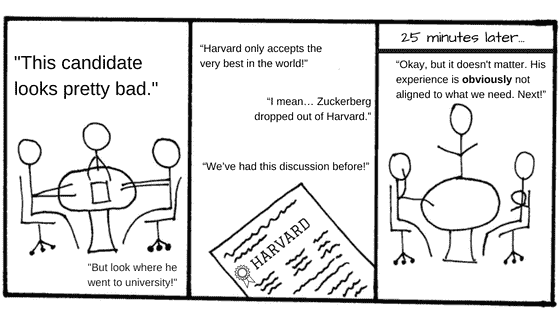 "This candidate
looks pretty bad."
"But look where he
went to university!"
“Harvard only accepts the
very best in the world!”
“I mean… Zuckerberg
dropped out of Harvard.”
“We’ve had this discussion before!”
HARVARD
25 minutes later...
“Okay, but it doesn't matter. His
experience is obviously not
aligned to what we need. Next!”